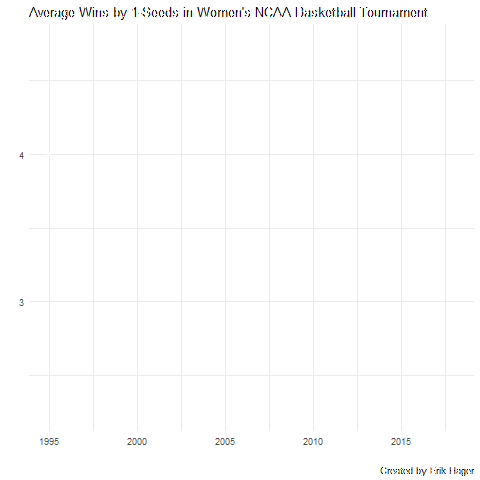 Average Wins by 1-Seeds in Women's NCAA Basketball Tournament
4
3
1995 2000 2005 2010 2015
Created by Erik Hager